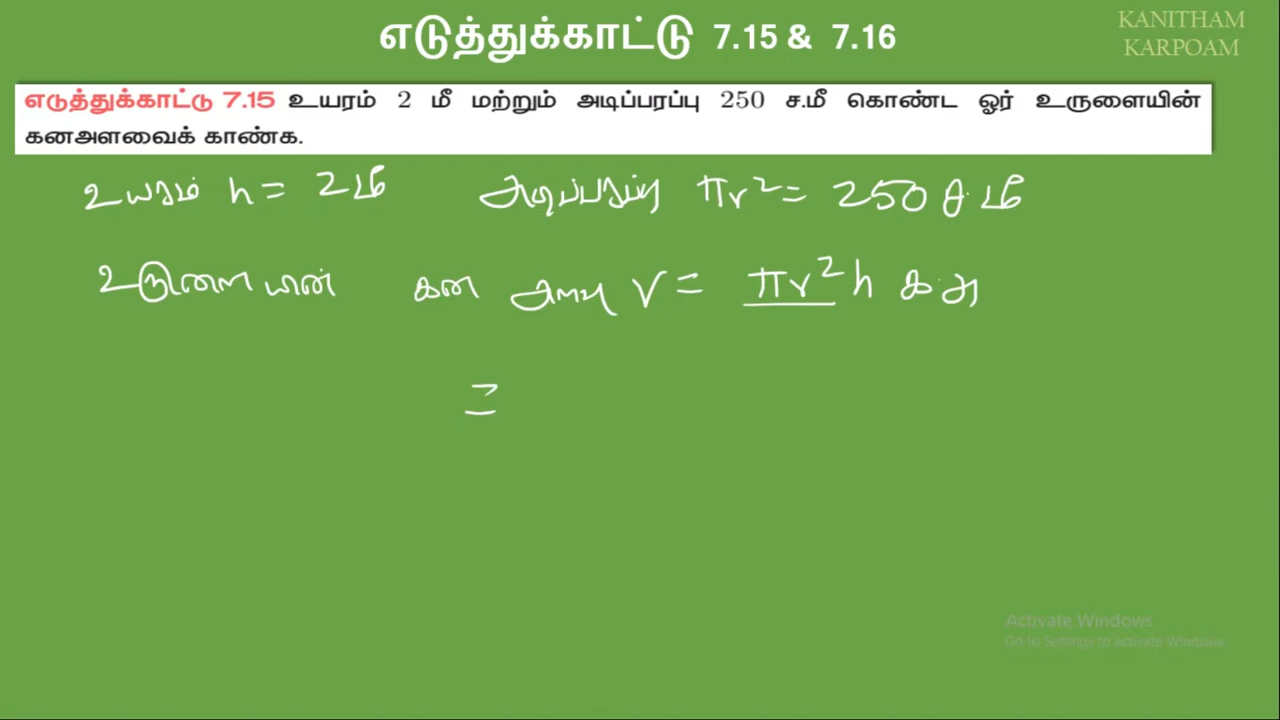 எடுத்துக்காட்டு 7.15 & 7.16
KANITHAM
KARPOAM
எடுத்துக்காட்டு 7.15 உயரம் 2 மீ மற்றும் அடிப்பரப்பு 250 ச.மீ கொண்ட ஓர் உருளையின்
கனஅளவைக் காண்க.
உயரம் h = 2 மீ அடிப்பரப்பு πr² = 250 ச.மீ
உருளையின் கன அளவு V = πr²h க.அ
=
Activate Windows
Go to Settings to activate Windows.